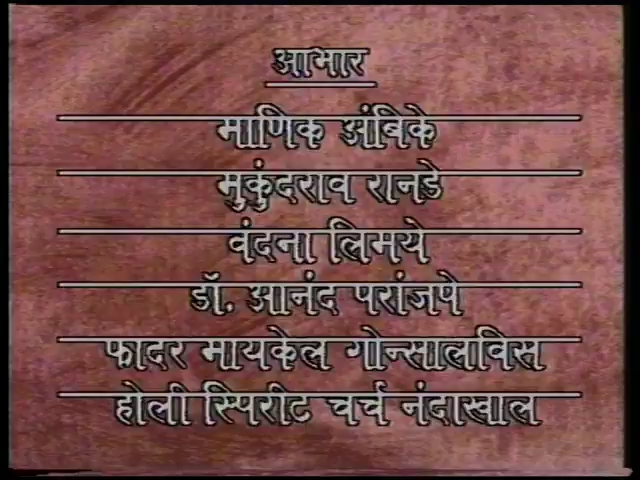 आभार
माणिक अंबिके
मुकुंदराव रानडे
वंदना लिमये
डॉ. आनंद परांजपे
फादर मायकेल गोन्सालविस
होली स्पिरीट चर्च नंदाखाल